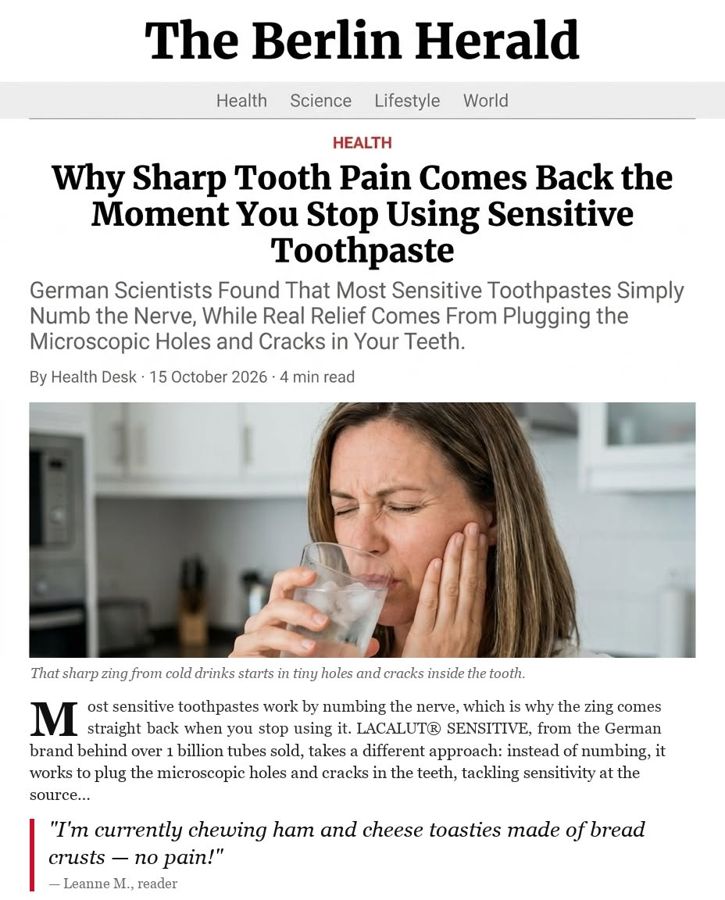 The Berlin Herald
Health Science Lifestyle World
HEALTH
Why Sharp Tooth Pain Comes Back the
Moment You Stop Using Sensitive
Toothpaste
German Scientists Found That Most Sensitive Toothpastes Simply
Numb the Nerve, While Real Relief Comes From Plugging the
Microscopic Holes and Cracks in Your Teeth.
By Health Desk · 15 October 2026 · 4 min read
That sharp zing from cold drinks starts in tiny holes and cracks inside the tooth.
Most sensitive toothpastes work by numbing the nerve, which is why the zing comes
straight back when you stop using it. LACALUT® SENSITIVE, from the German
brand behind over 1 billion tubes sold, takes a different approach: instead of numbing, it
works to plug the microscopic holes and cracks in the teeth, tackling sensitivity at the
source...
"I'm currently chewing ham and cheese toasties made of bread
crusts — no pain!"
— Leanne M., reader